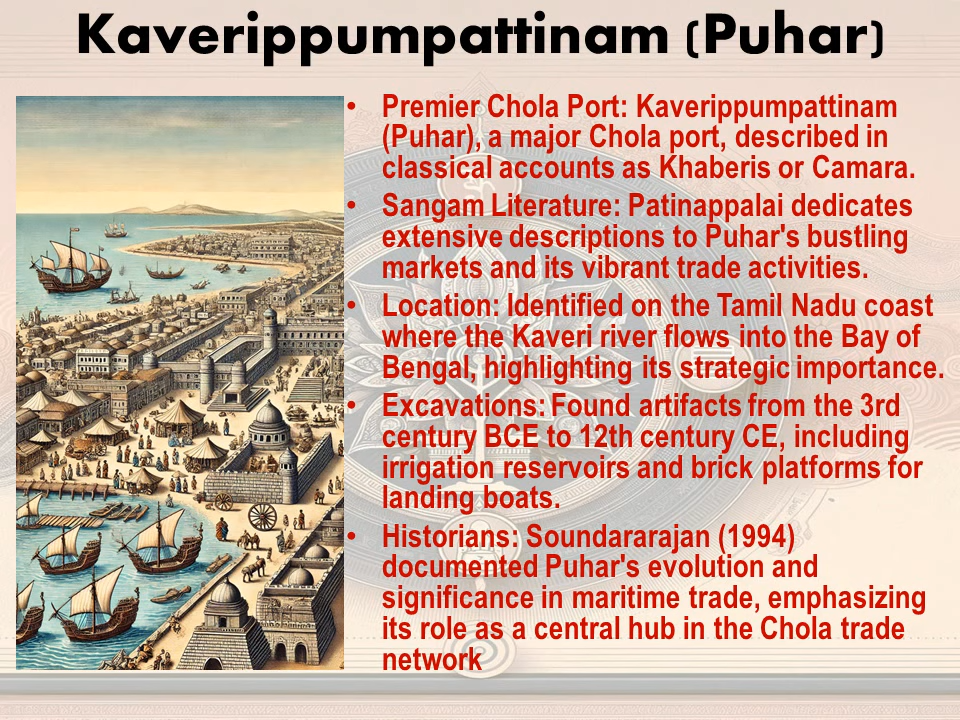 Kaverippumpattinam (Puhar)
• Premier Chola Port: Kaverippumpattinam
(Puhar), a major Chola port, described in
classical accounts as Khaberis or Camara.
• Sangam Literature: Patinappalai dedicates
extensive descriptions to Puhar's bustling
markets and its vibrant trade activities.
• Location: Identified on the Tamil Nadu coast
where the Kaveri river flows into the Bay of
Bengal, highlighting its strategic importance.
• Excavations: Found artifacts from the 3rd
century BCE to 12th century CE, including
irrigation reservoirs and brick platforms for
landing boats.
• Historians: Soundararajan (1994)
documented Puhar's evolution and
significance in maritime trade, emphasizing
its role as a central hub in the Chola trade
network